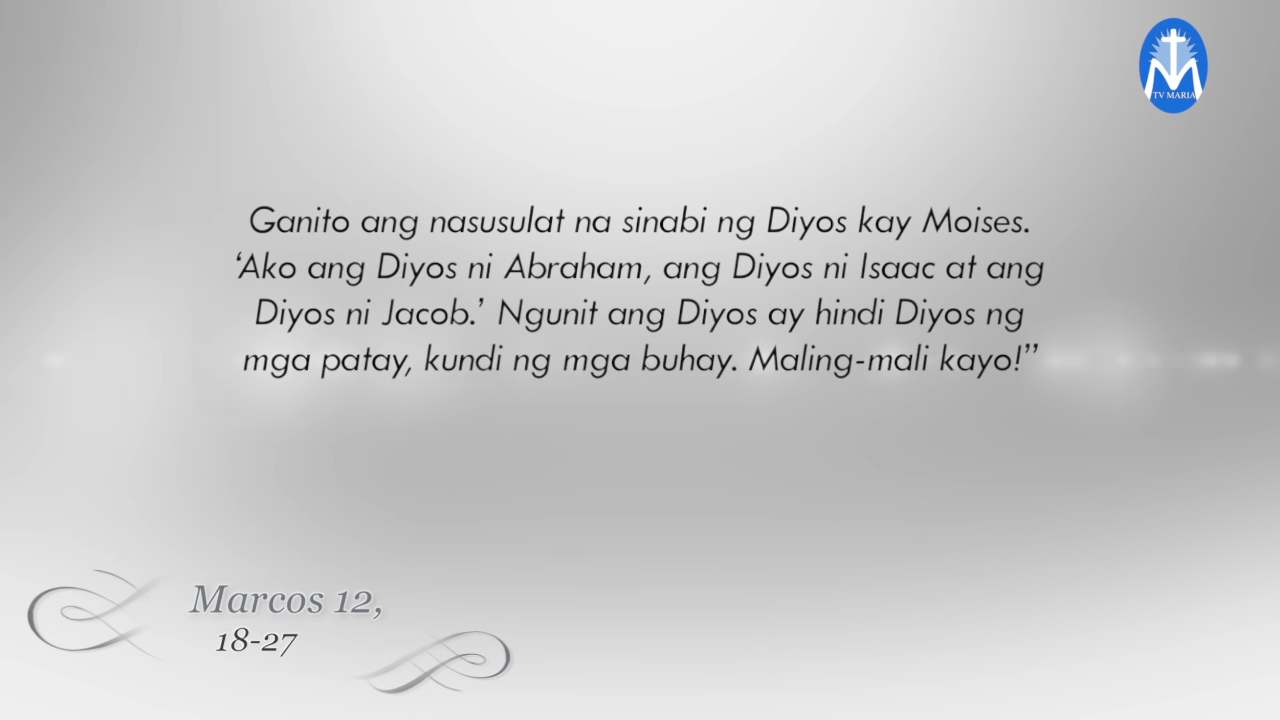 TV MARIA
Ganito ang nasusulat na sinabi ng Diyos kay Moises.
‘Ako ang Diyos ni Abraham, ang Diyos ni Isaac at ang
Diyos ni Jacob.’ Ngunit ang Diyos ay hindi Diyos ng
mga patay, kundi ng mga buhay. Maling-mali kayo!”
Marcos 12,
18-27